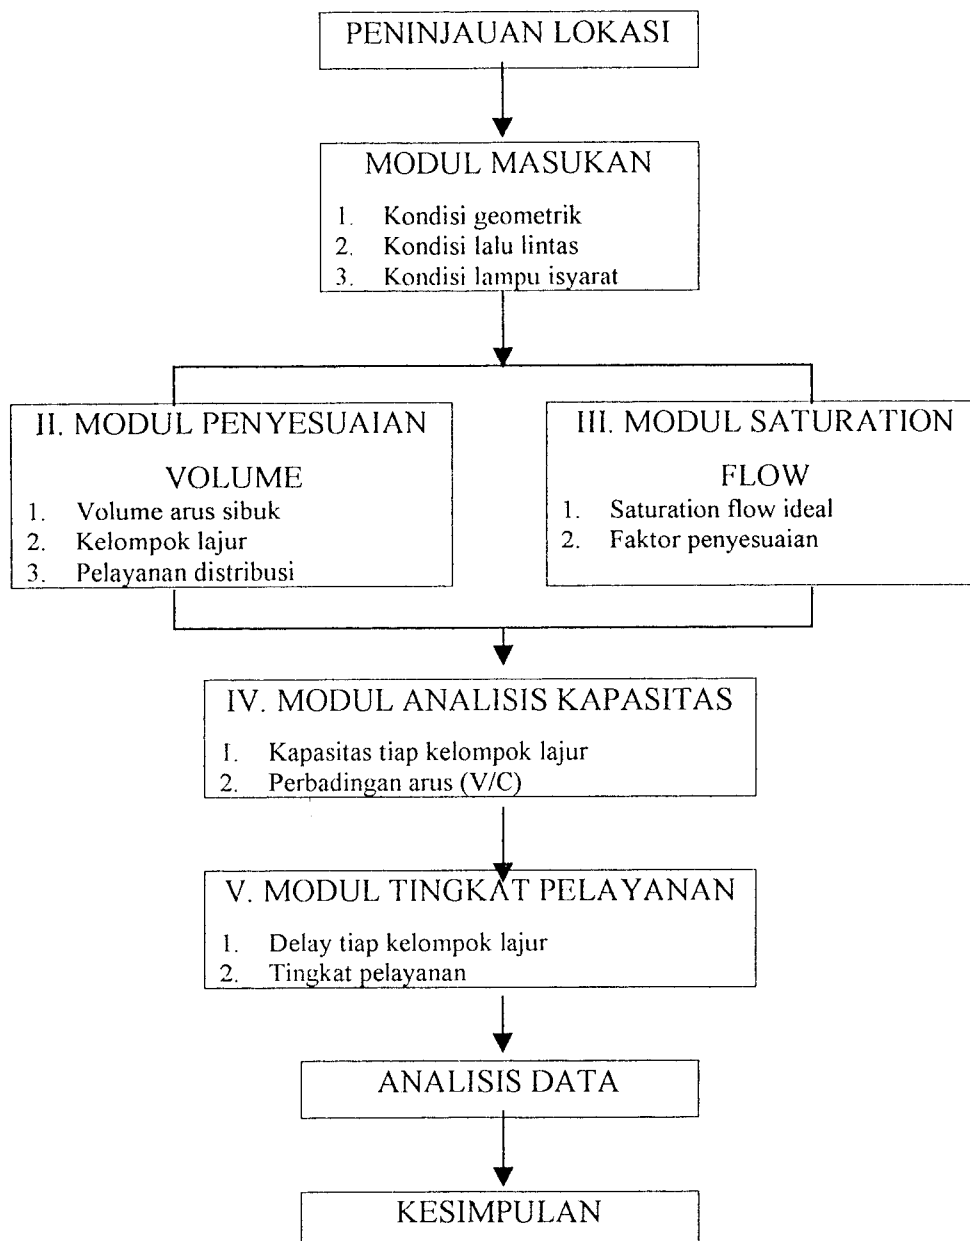 PENINJAUAN LOKASI
MODUL MASUKAN
1. Kondisi geometrik
2. Kondisi lalu lintas
3. Kondisi lampu isyarat
II. MODUL PENYESUAIAN
VOLUME
1. Volume arus sibuk
2. Kelompok lajur
3. Pelayanan distribusi
III. MODUL SATURATION
FLOW
1. Saturation flow ideal
2. Faktor penyesuaian
IV. MODUL ANALISIS KAPASITAS
1. Kapasitas tiap kelompok lajur
2. Perbadingan arus (V/C)
V. MODUL TINGKAT PELAYANAN
1. Delay tiap kelompok lajur
2. Tingkat pelayanan
ANALISIS DATA
KESIMPULAN